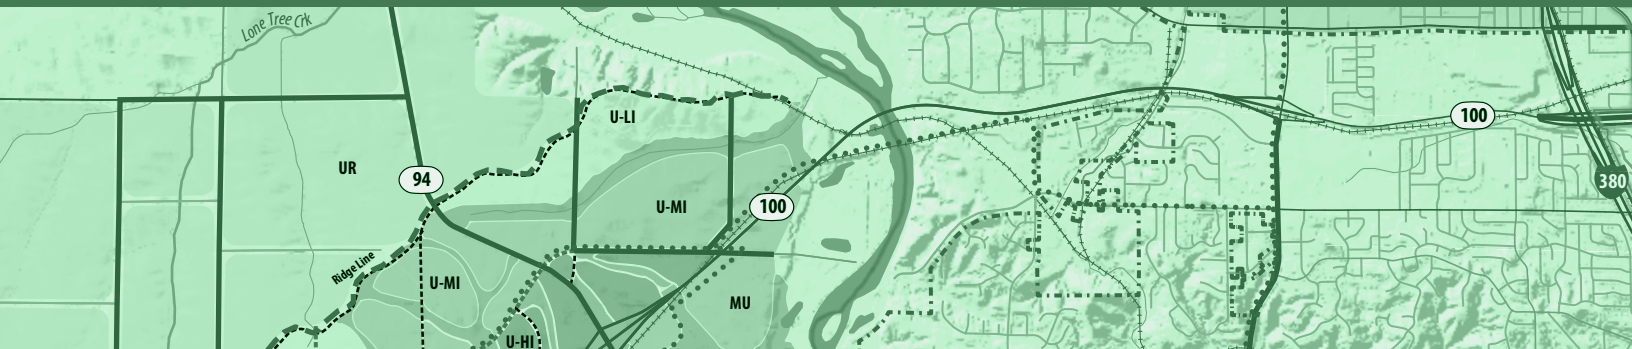 Lone Tree Crk
U-LI
100
UR
94
380
U-MI
100
Ridge Line
U-MI
MU
U-HI